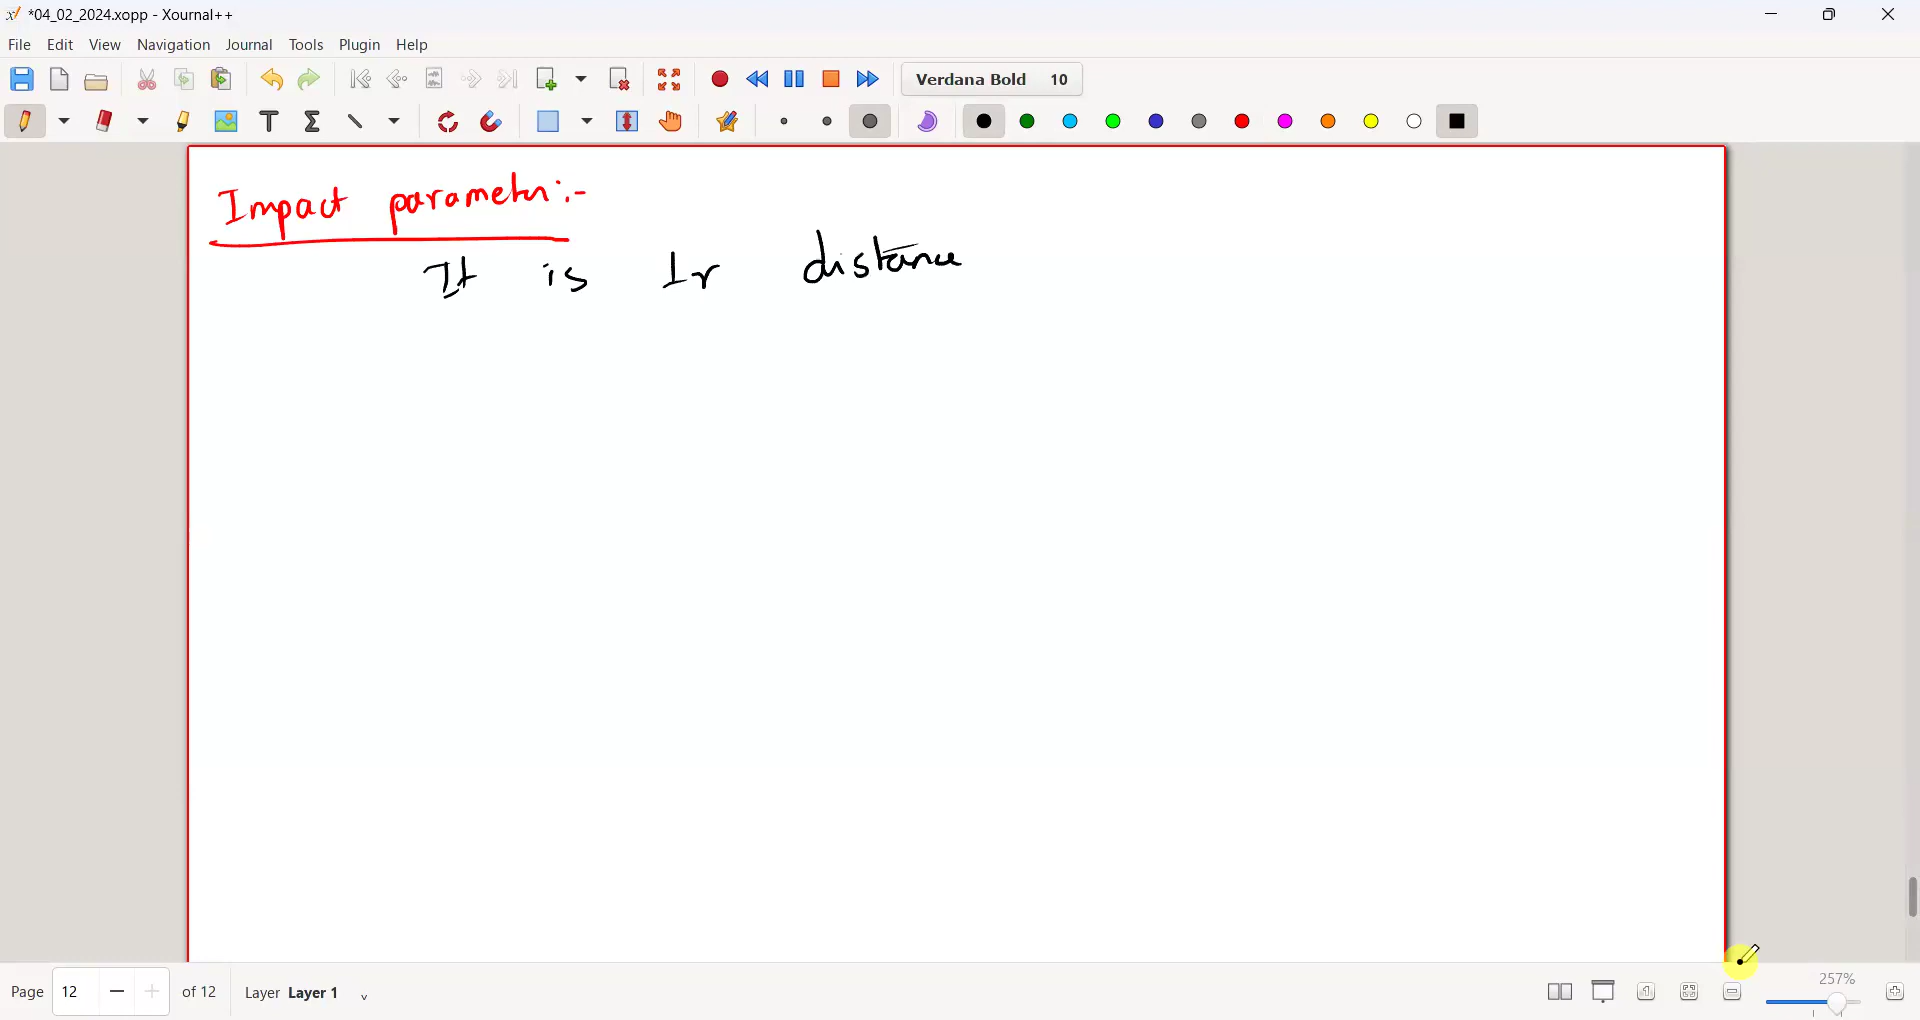 *04_02_2024.xopp - Xournal++
File Edit View Navigation Journal Tools Plugin Help
Verdana Bold 10
Impact parameter:-
It is ⊥r distance
Page 12 of 12 Layer Layer 1
257%